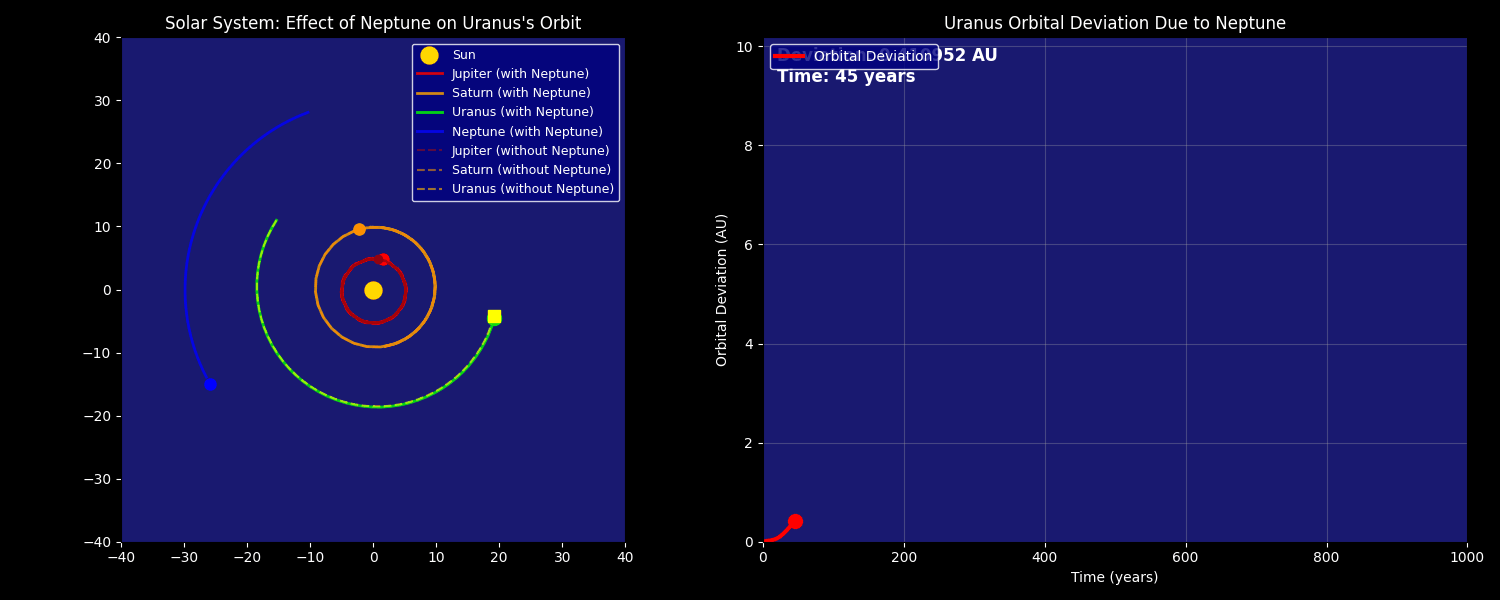 Solar System: Effect of Neptune on Uranus's Orbit
40
30
20
10
0
−10
−20
−30
−40
−40
−30
−20
−10
0
10
20
30
40
Sun
Jupiter (with Neptune)
Saturn (with Neptune)
Uranus (with Neptune)
Neptune (with Neptune)
Jupiter (without Neptune)
Saturn (without Neptune)
Uranus (without Neptune)
Uranus Orbital Deviation Due to Neptune
Orbital Deviation (AU)
10
8
6
4
2
0
Deviation: AU
Orbital Deviation
Time: 45 years
0
200
400
600
800
1000
Time (years)